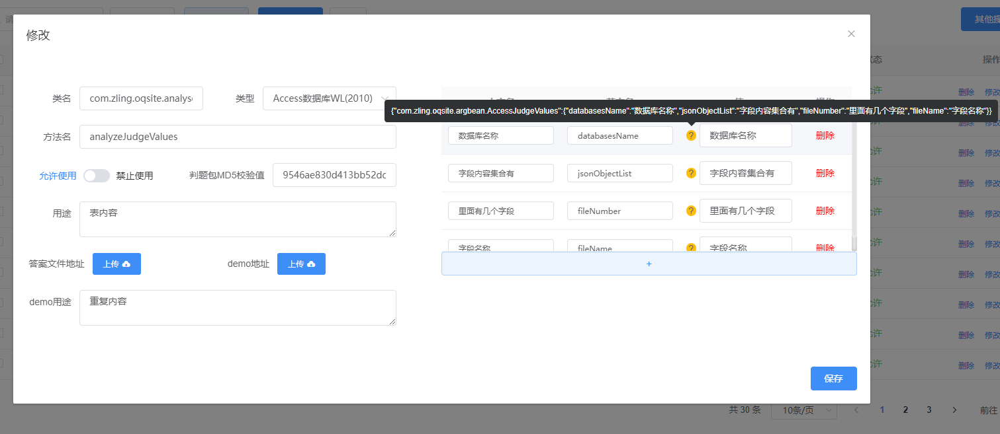 请
其他操
修改
状态
操作
类名
com.zling.oqsite.analys
类型
Access数据库WL(2010)
{"com.zling.oqsite.argbean.AccessJudgeValues":{"databasesName":"数据库名称","jsonObjectList":"字段内容集合有","fileNumber":"里面有几个字段","fileName":"字段名称"}}
方法名
analyzeJudgeValues
数据库名称
databasesName
?
数据库名称
删除
允许使用
禁止使用
判题包MD5校验值
9546ae830d413bb52dc
字段内容集合有
jsonObjectList
?
字段内容集合有
删除
用途
表内容
里面有几个字段
fileNumber
?
里面有几个字段
删除
字段名称
fileName
?
字段名称
删除
+
答案文件地址
上传
demo地址
上传
demo用途
重复内容
保存
允许
删除
修改
允许
删除
修改
允许
删除
修改
允许
删除
修改
允许
删除
修改
允许
删除
修改
允许
删除
修改
允许
删除
修改
允许
删除
修改
允许
删除
修改
共 30 条
10条/页
1
2
3
前往